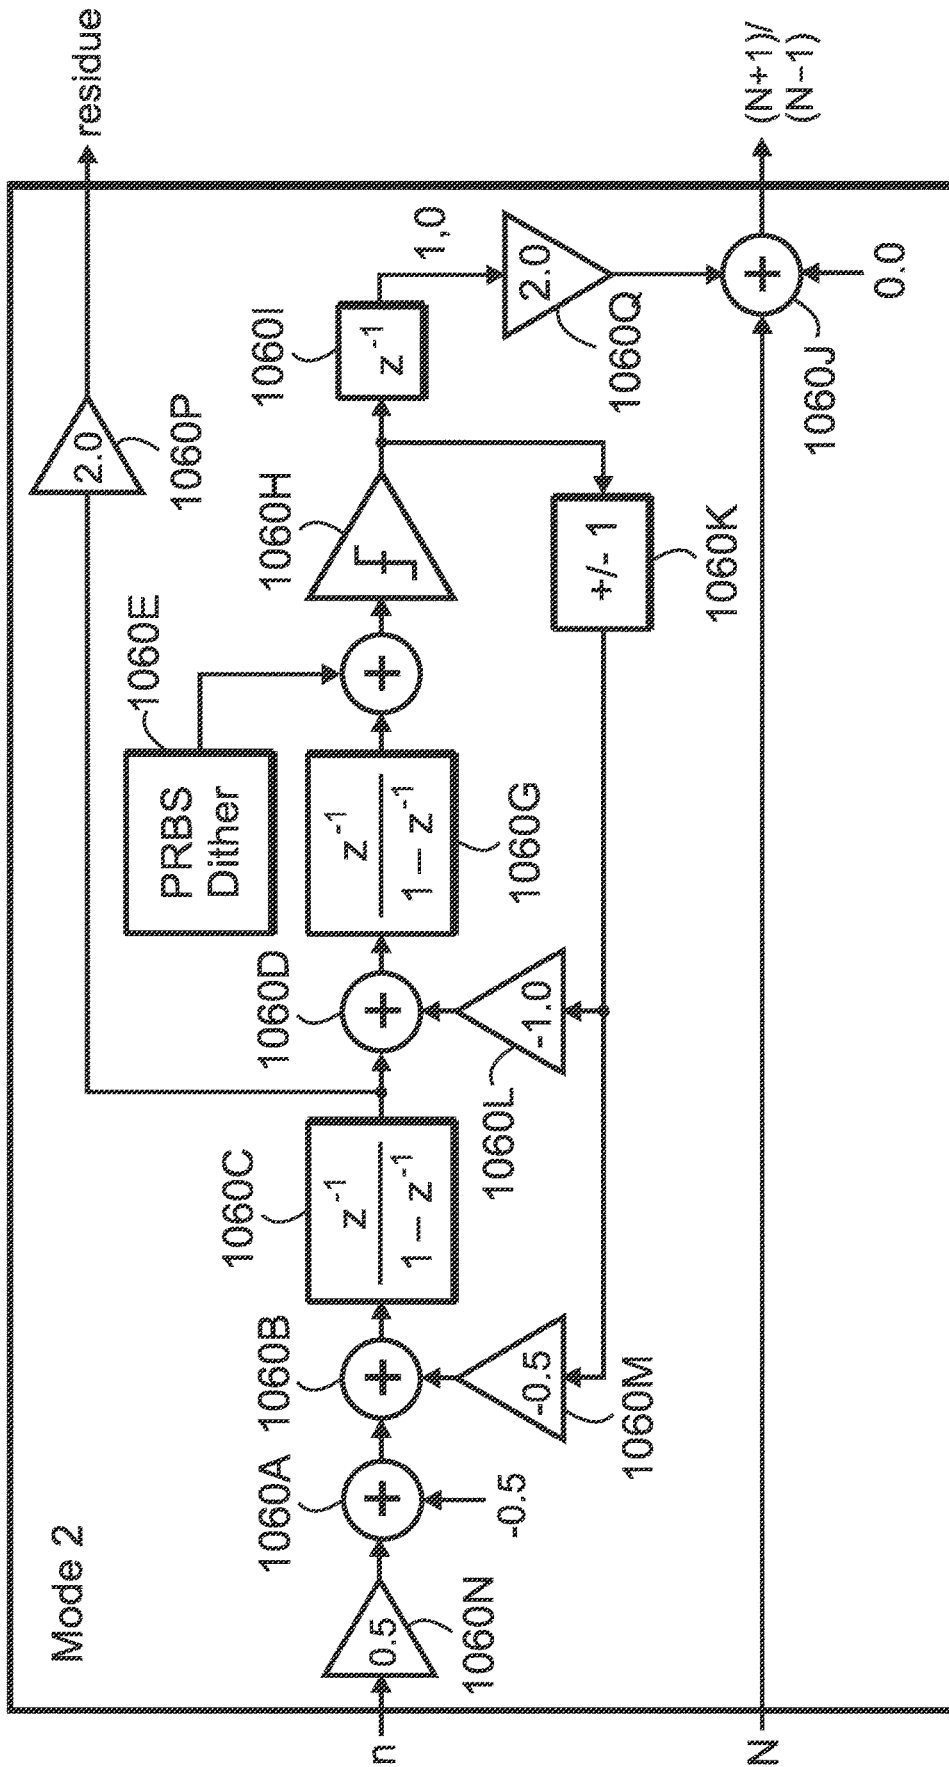 Mode 2
n
0.5
1060N
1060A
-0.5
1060B
-0.5
1060M
1060C
z⁻¹
1 – z⁻¹
1060D
-1.0
1060L
PRBS
Dither
1060E
z⁻¹
1 – z⁻¹
1060G
1060H
+/- 1
1060K
2.0
1060P
residue
1060I
z⁻¹
1,0
2.0
1060Q
N
1060J
0.0
(N+1)/
(N−1)